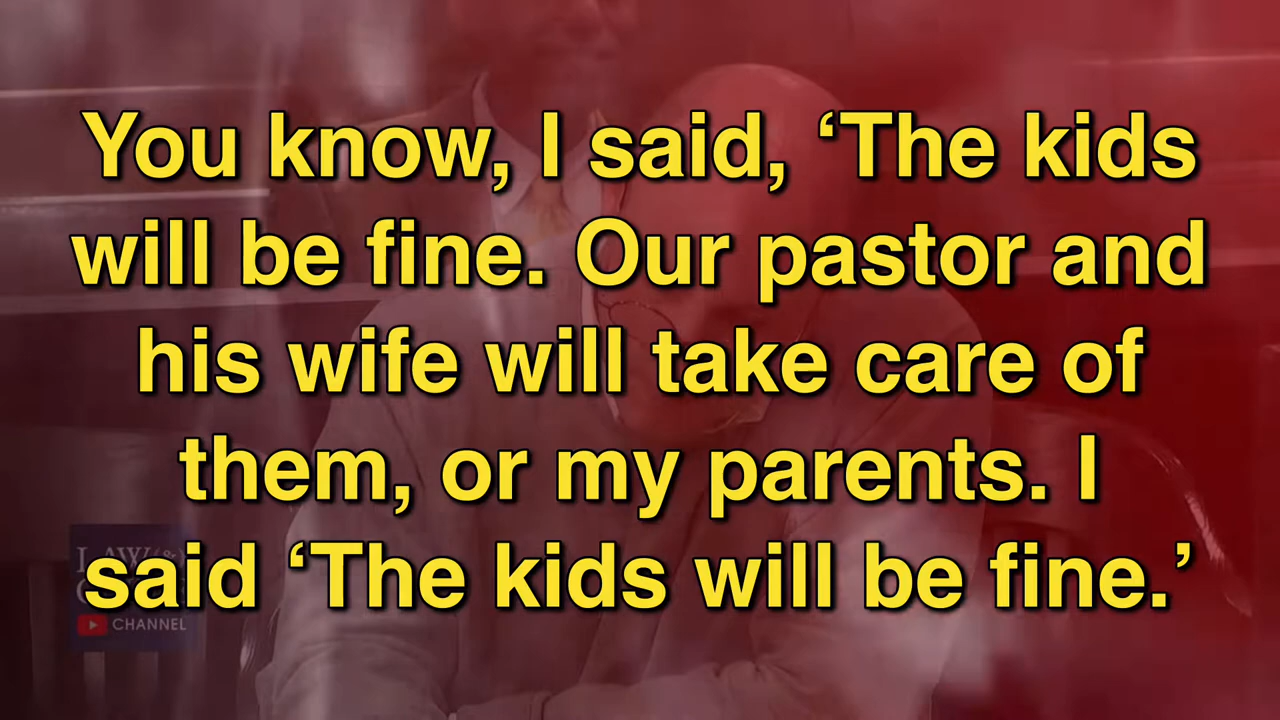 You know, I said, ‘The kids
will be fine. Our pastor and
his wife will take care of
them, or my parents. I
said ‘The kids will be fine.’
LAW(&)
CHANNEL